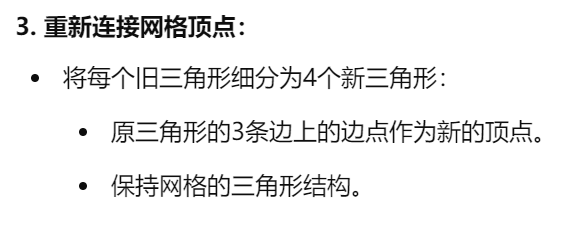 3. 重新连接网格顶点：
• 将每个旧三角形细分为4个新三角形：
• 原三角形的3条边上的边点作为新的顶点。
• 保持网格的三角形结构。